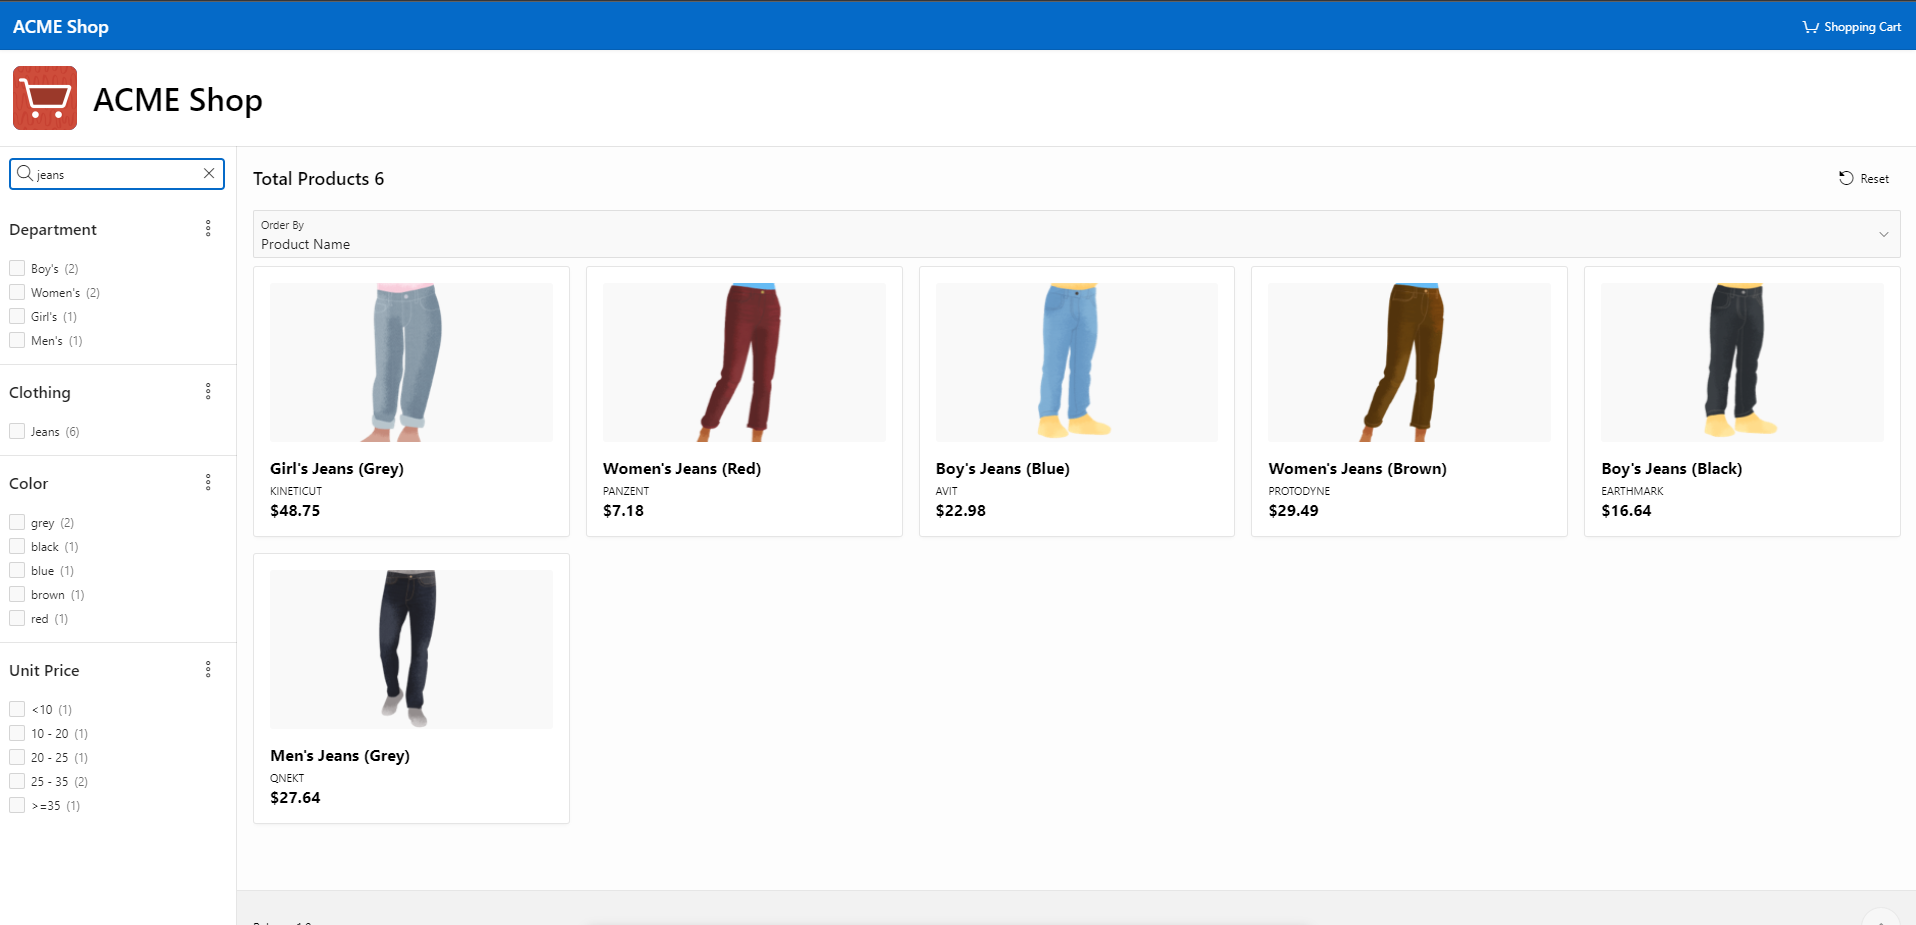 ACME Shop
Shopping Cart
ACME Shop
jeans
Department
Boy's (2)
Women's (2)
Girl's (1)
Men's (1)
Clothing
Jeans (6)
Color
grey (2)
black (1)
blue (1)
brown (1)
red (1)
Unit Price
<10 (1)
10 - 20 (1)
20 - 25 (1)
25 - 35 (2)
>=35 (1)
Total Products 6
Reset
Order By
Product Name
Girl's Jeans (Grey)
KINETICUT
$48.75
Women's Jeans (Red)
PANZENT
$7.18
Boy's Jeans (Blue)
AVIT
$22.98
Women's Jeans (Brown)
PROTODYNE
$29.49
Boy's Jeans (Black)
EARTHMARK
$16.64
Men's Jeans (Grey)
QNEKT
$27.64